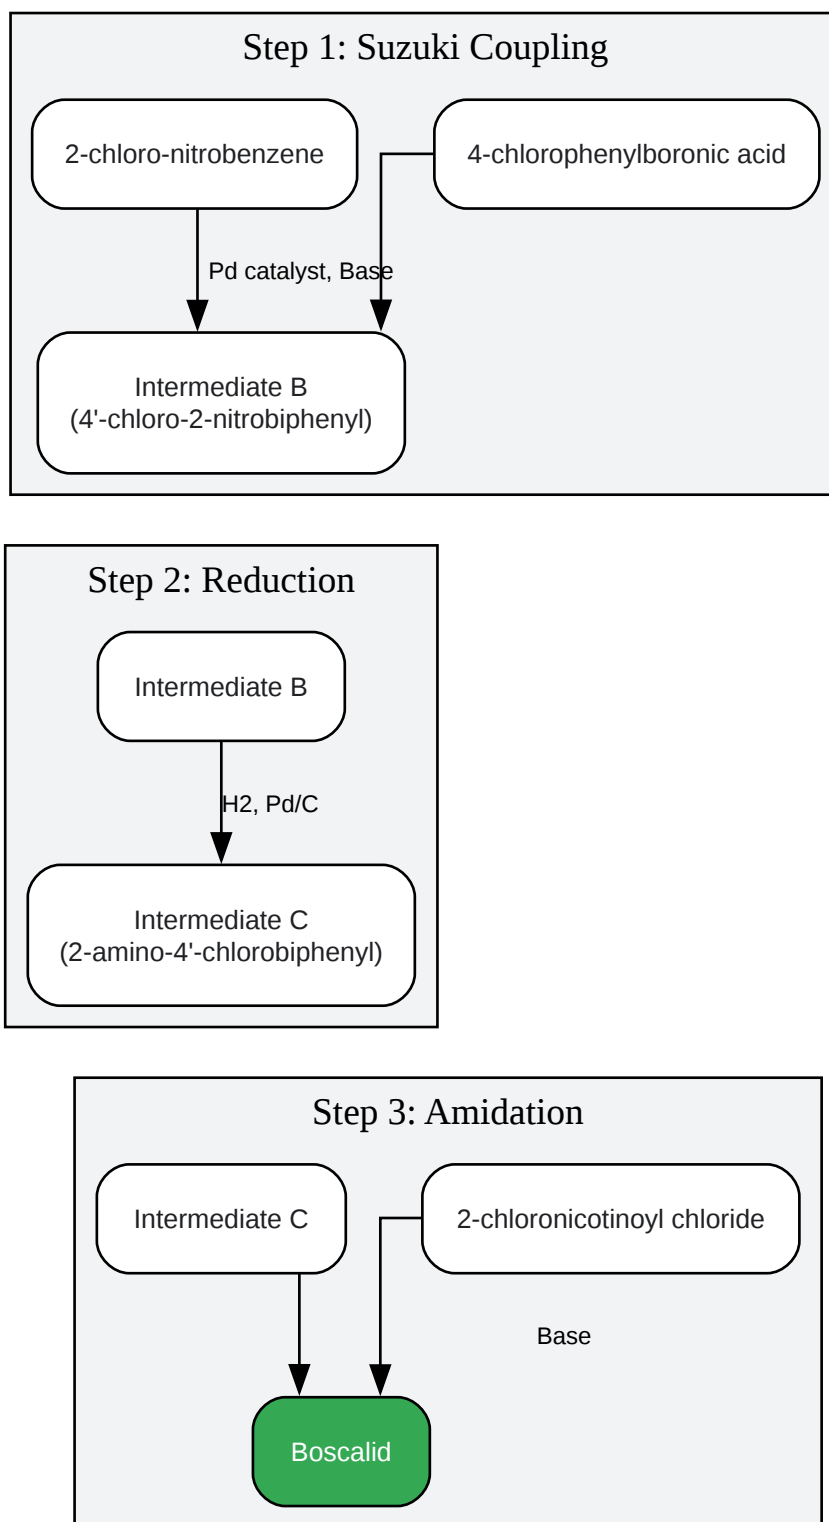 Step 1: Suzuki Coupling
2-chloro-nitrobenzene
4-chlorophenylboronic acid
Pd catalyst, Base
Intermediate B
(4'-chloro-2-nitrobiphenyl)
Step 2: Reduction
Intermediate B
H2, Pd/C
Intermediate C
(2-amino-4'-chlorobiphenyl)
Step 3: Amidation
Intermediate C
2-chloronicotinoyl chloride
Base
Boscalid